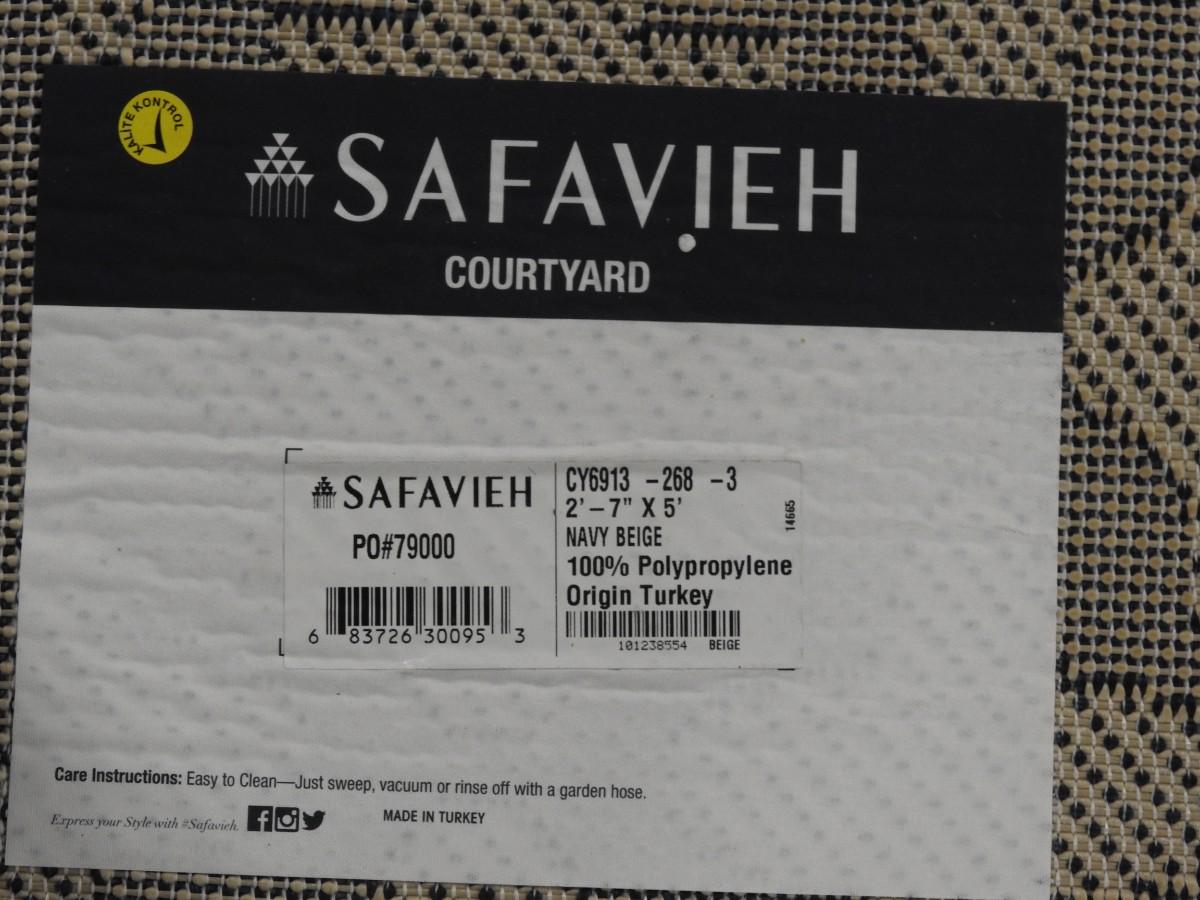 KALİTE KONTROL
SAFAVIEH
COURTYARD
SAFAVIEH
PO#79000
6 83726 30095 3
CY6913 -268 -3
2'-7" X 5'
NAVY BEIGE
100% Polypropylene
Origin Turkey
101238554 BEIGE
14665
Care Instructions: Easy to Clean—Just sweep, vacuum or rinse off with a garden hose.
Express your Style with #Safavieh.
MADE IN TURKEY